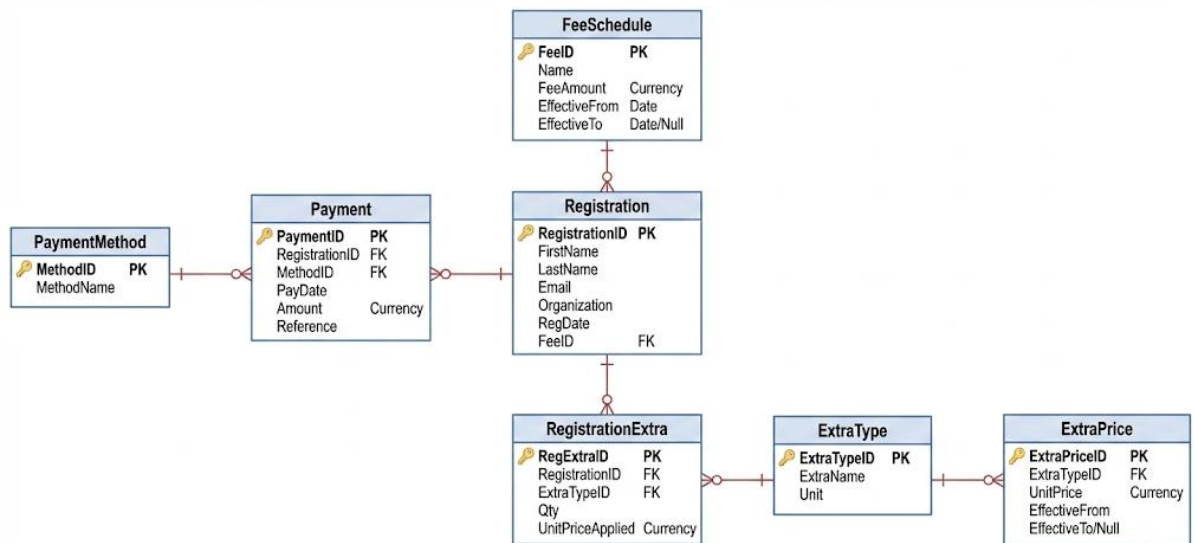 FeeSchedule
FeeID PK
Name
FeeAmount Currency
EffectiveFrom Date
EffectiveTo Date/Null
PaymentMethod
MethodID PK
MethodName
Payment
PaymentID PK
RegistrationID FK
MethodID FK
PayDate
Amount Currency
Reference
Registration
RegistrationID PK
FirstName
LastName
Email
Organization
RegDate
FeeID FK
RegistrationExtra
RegExtraID PK
RegistrationID FK
ExtraTypeID FK
Qty
UnitPriceApplied Currency
ExtraType
ExtraTypeID PK
ExtraName
Unit
ExtraPrice
ExtraPriceID PK
ExtraTypeID FK
UnitPrice Currency
EffectiveFrom
EffectiveTo/Null